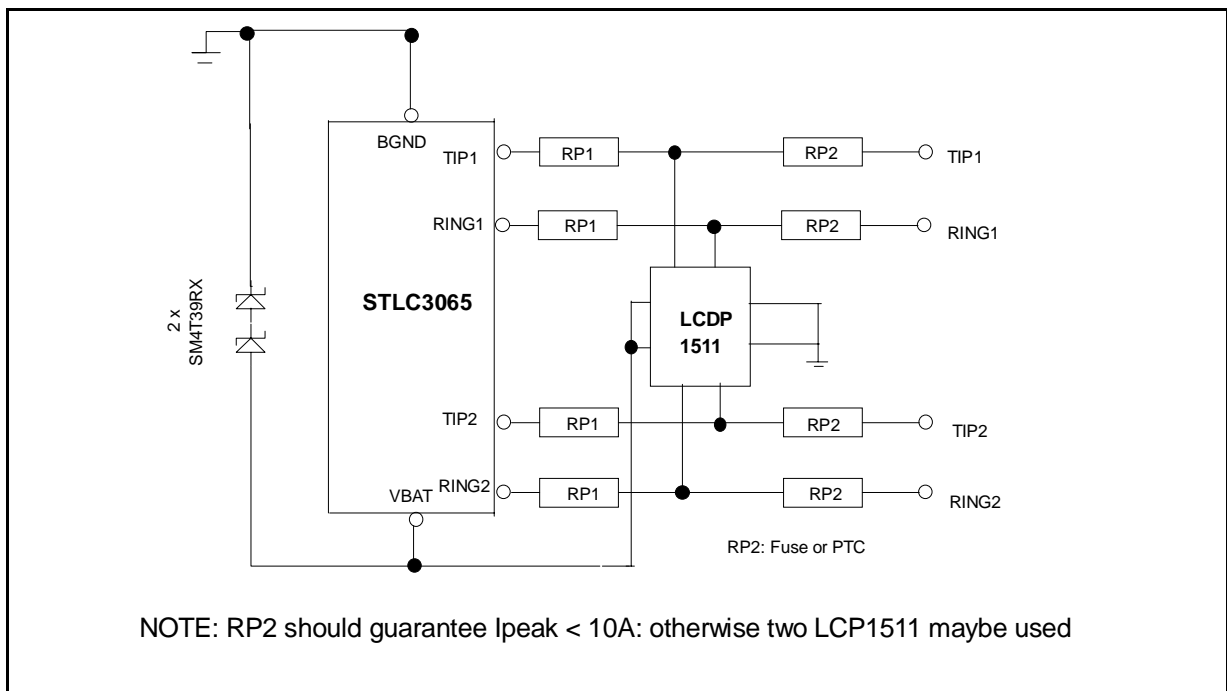 BGND
TIP1
RP1
RP2
TIP1
RING1
RP1
RP2
RING1
STLC3065
LCDP
1511
2 x
SM4T39RX
TIP2
RP1
RP2
TIP2
VBAT
RING2
RP1
RP2
RING2
RP2: Fuse or PTC
NOTE: RP2 should guarantee Ipeak < 10A: otherwise two LCP1511 maybe used